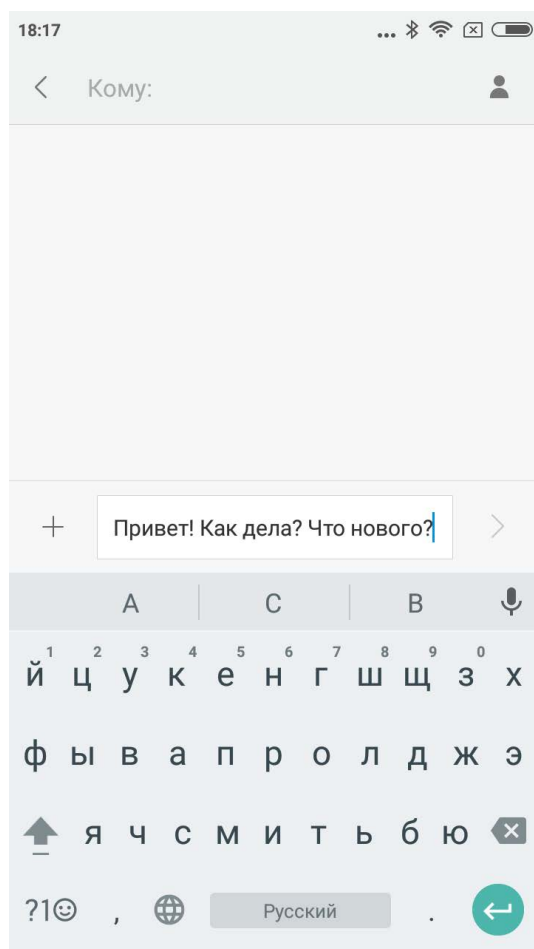 18:17
Кому:
Привет! Как дела? Что нового?
А С В
й 1 ц 2 у 3 к 4 е 5 н 6 г 7 ш 8 щ 9 з 0 х
ф ы в а п р о л д ж э
я ч с м и т ь б ю
?1☺ , Русский .